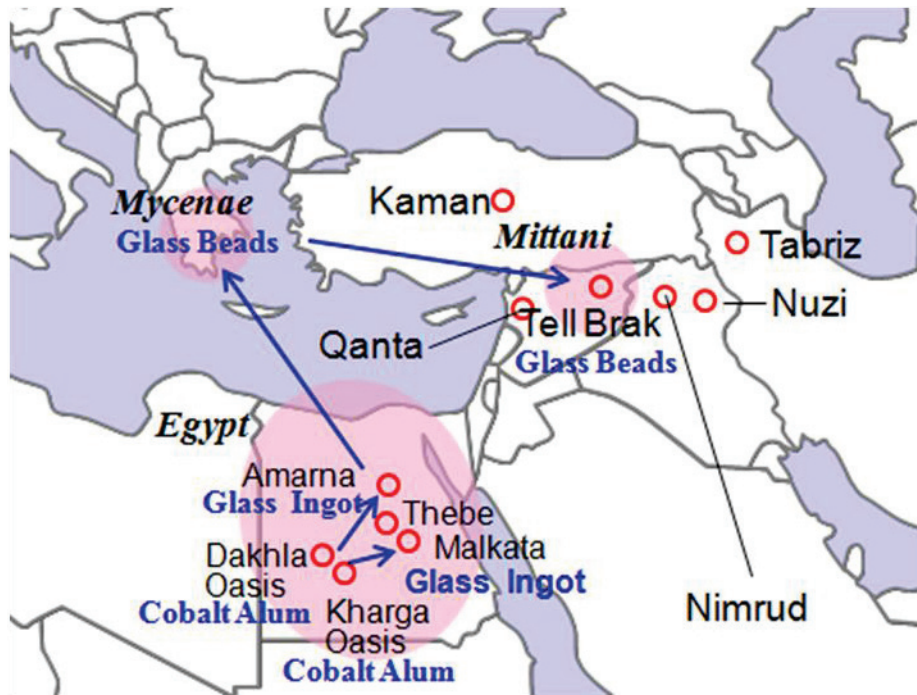 Kaman
Mycenae
Glass Beads
Mittani
Tabriz
Nuzi
Qanta
Tell Brak
Glass Beads
Egypt
Amarna
Glass Ingot
Thebe
Malkata
Glass Ingot
Dakhla
Oasis
Cobalt Alum
Kharga
Oasis
Cobalt Alum
Nimrud